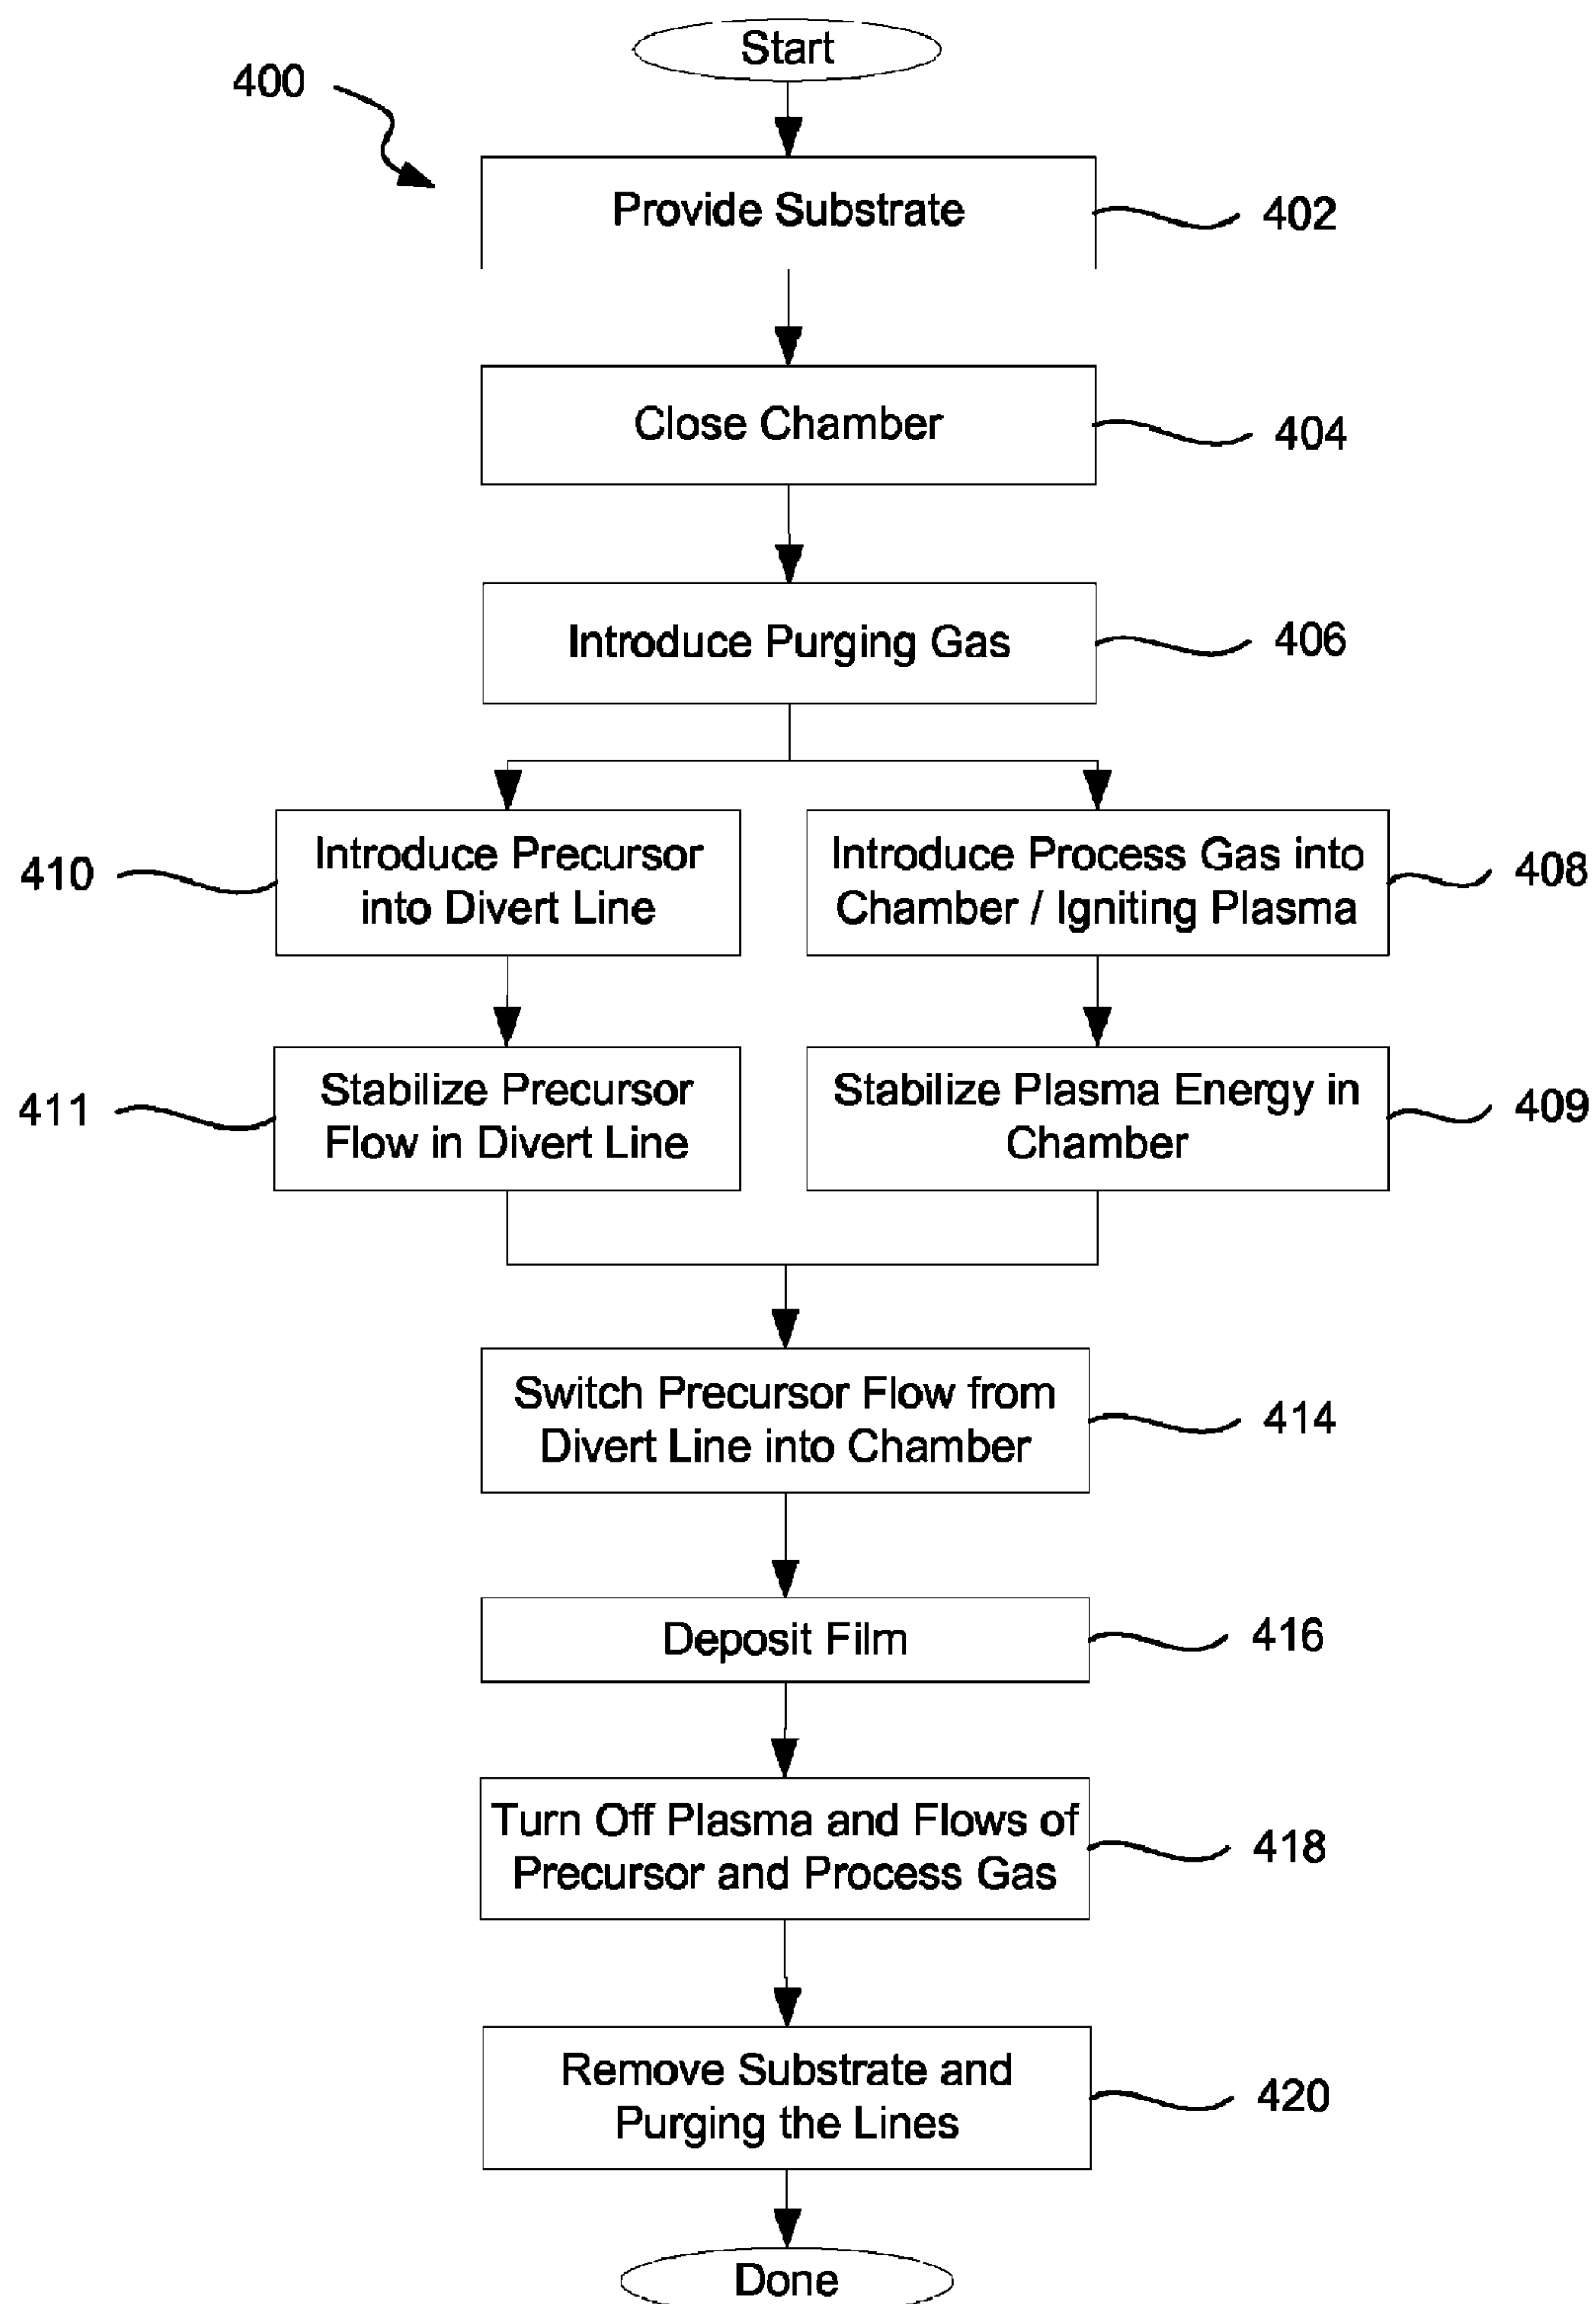 Start
400
Provide Substrate
402
Close Chamber
404
Introduce Purging Gas
406
410
Introduce Precursor
into Divert Line
Introduce Process Gas into
Chamber / Igniting Plasma
408
411
Stabilize Precursor
Flow in Divert Line
Stabilize Plasma Energy in
Chamber
409
Switch Precursor Flow from
Divert Line into Chamber
414
Deposit Film
416
Turn Off Plasma and Flows of
Precursor and Process Gas
418
Remove Substrate and
Purging the Lines
420
Done